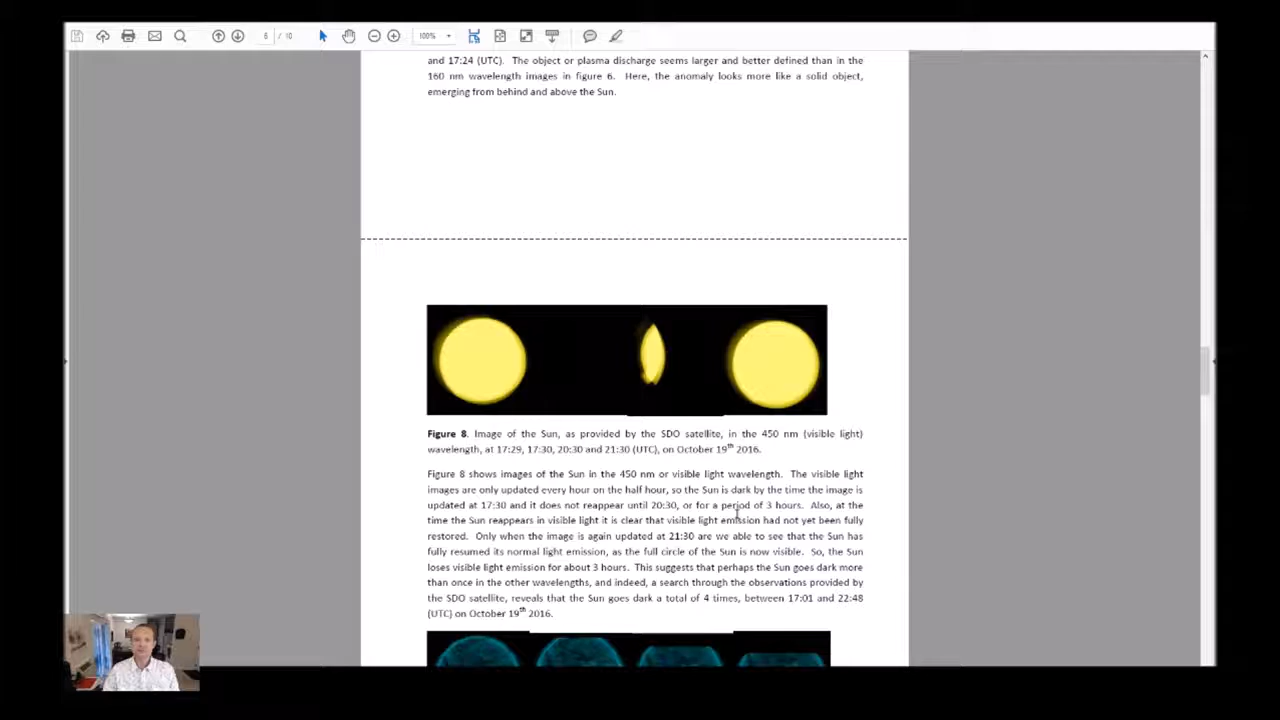 6 / 10
100%
and 17:24 (UTC). The object or plasma discharge seems larger and better defined than in the
160 nm wavelength images in figure 6. Here, the anomaly looks more like a solid object,
emerging from behind and above the Sun.
Figure 8. Image of the Sun, as provided by the SDO satellite, in the 450 nm (visible light)
wavelength, at 17:29, 17:30, 20:30 and 21:30 (UTC), on October 19th 2016.
Figure 8 shows images of the Sun in the 450 nm or visible light wavelength. The visible light
images are only updated every hour on the half hour, so the Sun is dark by the time the image is
updated at 17:30 and it does not reappear until 20:30, or for a period of 3 hours. Also, at the
time the Sun reappears in visible light it is clear that visible light emission had not yet been fully
restored. Only when the image is again updated at 21:30 are we able to see that the Sun has
fully resumed its normal light emission, as the full circle of the Sun is now visible. So, the Sun
loses visible light emission for about 3 hours. This suggests that perhaps the Sun goes dark more
than once in the other wavelengths, and indeed, a search through the observations provided by
the SDO satellite, reveals that the Sun goes dark a total of 4 times, between 17:01 and 22:48
(UTC) on October 19th 2016.